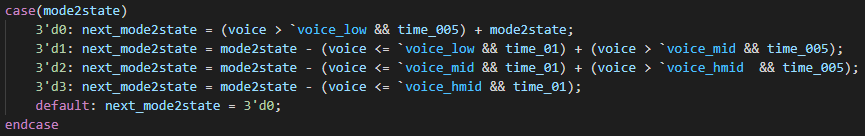 case(mode2state)
    3'd0: next_mode2state = (voice > `voice_low && time_005) + mode2state;
    3'd1: next_mode2state = mode2state - (voice <= `voice_low && time_01) + (voice > `voice_mid && time_005);
    3'd2: next_mode2state = mode2state - (voice <= `voice_mid && time_01) + (voice > `voice_hmid  && time_005);
    3'd3: next_mode2state = mode2state - (voice <= `voice_hmid && time_01);
    default: next_mode2state = 3'd0;
endcase